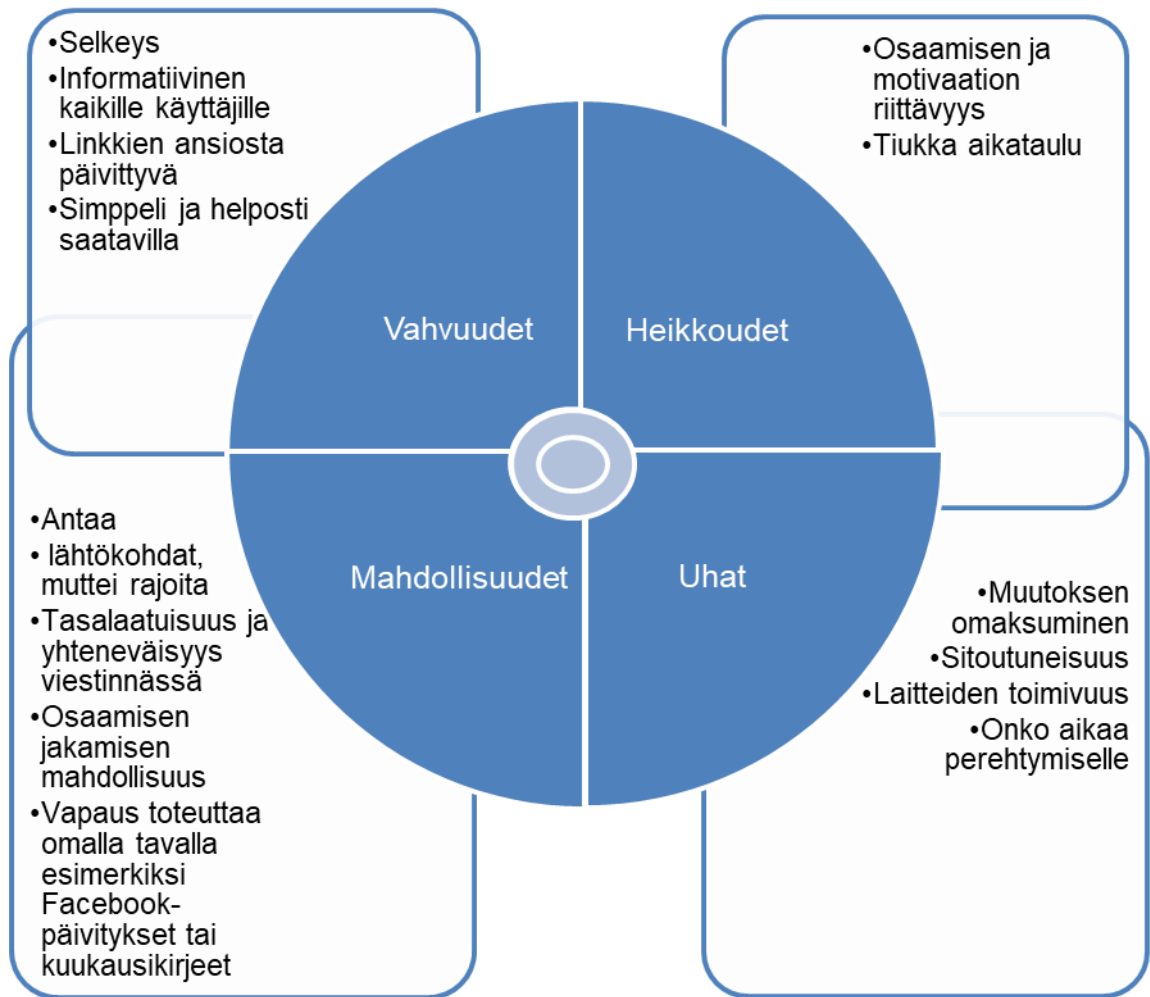 •Selkeys
•Informatiivinen
kaikille käyttäjille
•Linkkien ansiosta
päivittyvä
•Simppeli ja helposti
saatavilla
•Osaamisen ja
motivaation
riittävyys
•Tiukka aikataulu
Vahvuudet
Heikkoudet
•Antaa
• lähtökohdat,
muttei rajoita
•Tasalaatuisuus ja
yhteneväisyys
viestinnässä
•Osaamisen
jakamisen
mahdollisuus
•Vapaus toteuttaa
omalla tavalla
esimerkiksi
Facebook-
päivitykset tai
kuukausikirjeet
Mahdollisuudet
Uhat
•Muutoksen
omaksuminen
•Sitoutuneisuus
•Laitteiden toimivuus
•Onko aikaa
perehtymiselle